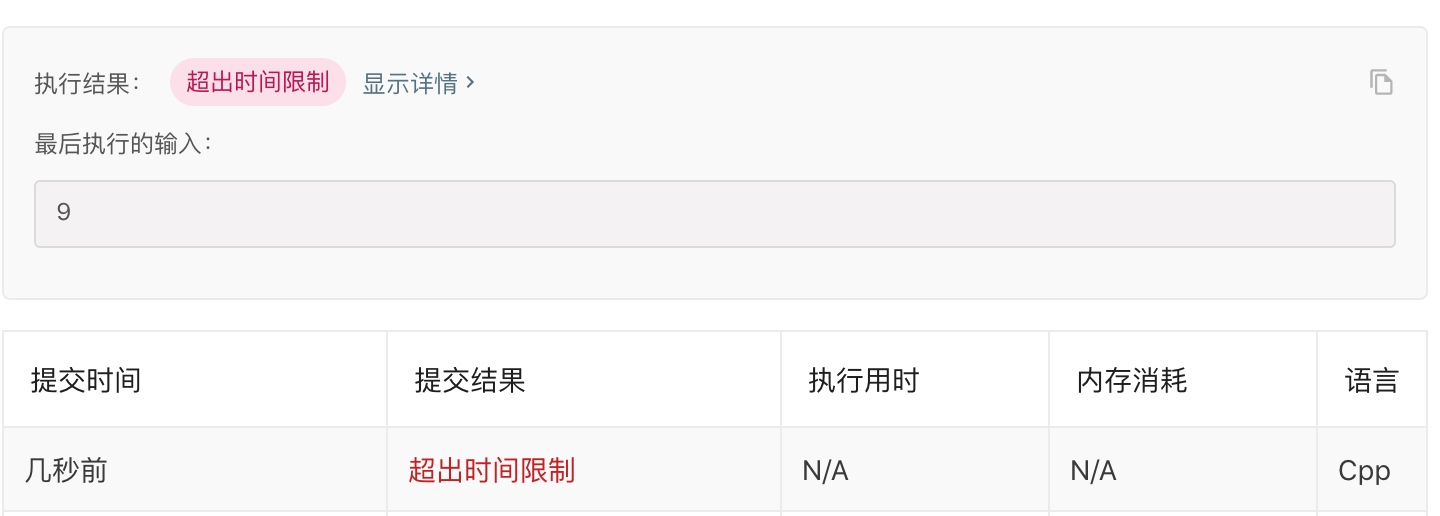 执行结果： 超出时间限制 显示详情 >
最后执行的输入：
9
提交时间 提交结果 执行用时 内存消耗 语言
几秒前 超出时间限制 N/A N/A Cpp